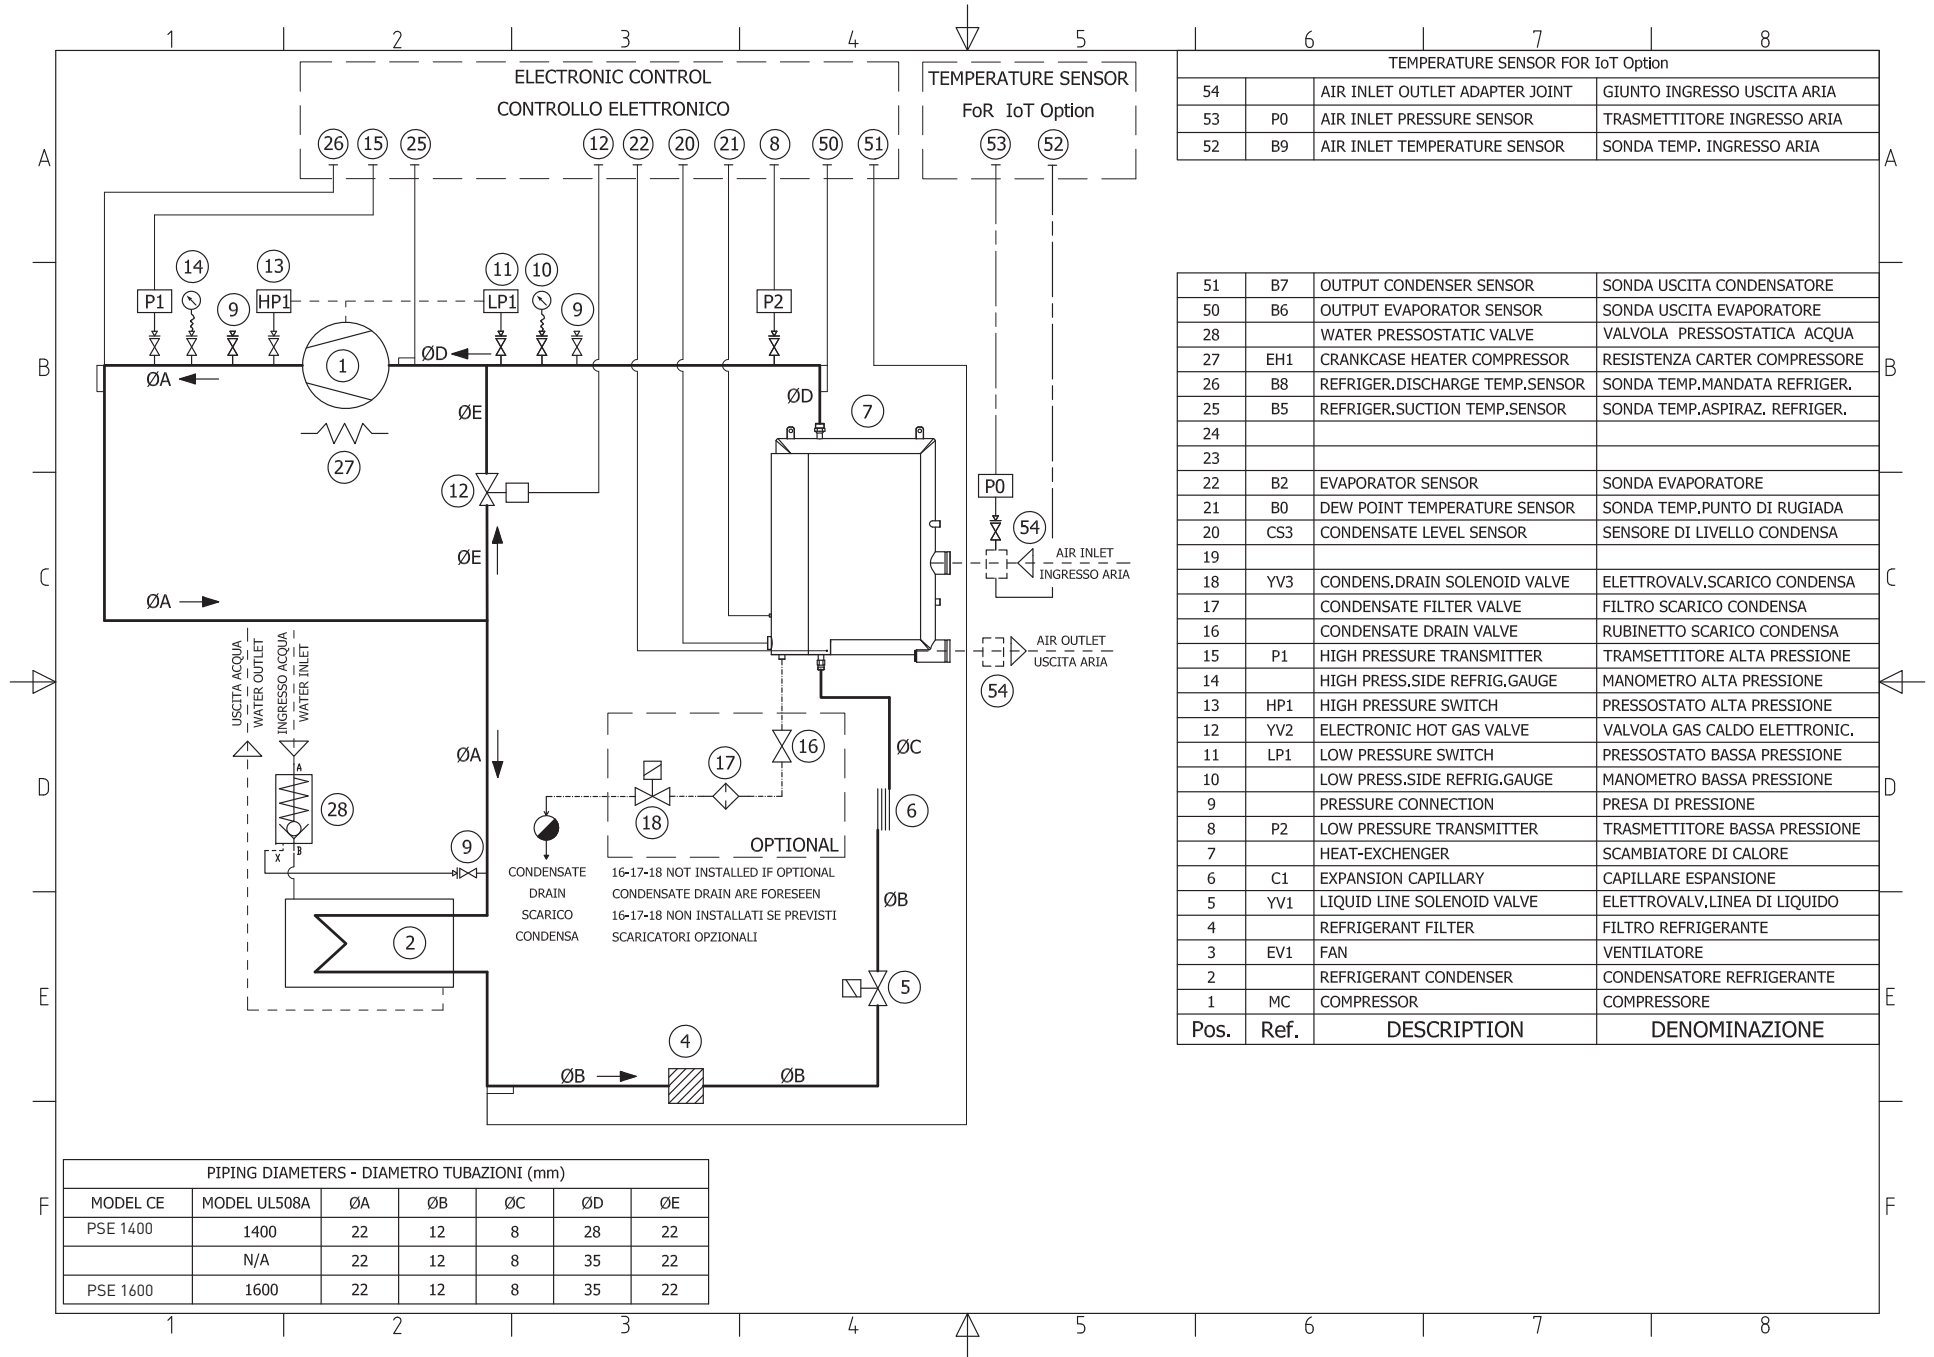 1 2 3 4 5 6 7 8
A B C D E F
ELECTRONIC CONTROL
CONTROLLO ELETTRONICO
26 15 25 12 22 20 21 8 50 51
TEMPERATURE SENSOR
FoR IoT Option
53 52
14 13 11 10
P1 9 HP1 LP1 9 P2
1
ØD
ØA
ØE
ØD
7
27
12
P0
54
ØE
AIR INLET
INGRESSO ARIA
ØA
AIR OUTLET
USCITA ARIA
54
USCITA ACQUA
WATER OUTLET
INGRESSO ACQUA
WATER INLET
A
28
X B
ØA
9
16
17
18
OPTIONAL
ØC
6
CONDENSATE
DRAIN
SCARICO
CONDENSA
16-17-18 NOT INSTALLED IF OPTIONAL
CONDENSATE DRAIN ARE FORESEEN
16-17-18 NON INSTALLATI SE PREVISTI
SCARICATORI OPZIONALI
ØB
2
5
4
ØB
ØB
TEMPERATURE SENSOR FOR IoT Option
54 AIR INLET OUTLET ADAPTER JOINT GIUNTO INGRESSO USCITA ARIA
53 P0 AIR INLET PRESSURE SENSOR TRASMETTITORE INGRESSO ARIA
52 B9 AIR INLET TEMPERATURE SENSOR SONDA TEMP. INGRESSO ARIA
51 B7 OUTPUT CONDENSER SENSOR SONDA USCITA CONDENSATORE
50 B6 OUTPUT EVAPORATOR SENSOR SONDA USCITA EVAPORATORE
28 WATER PRESSOSTATIC VALVE VALVOLA PRESSOSTATICA ACQUA
27 EH1 CRANKCASE HEATER COMPRESSOR RESISTENZA CARTER COMPRESSORE
26 B8 REFRIGER.DISCHARGE TEMP.SENSOR SONDA TEMP.MANDATA REFRIGER.
25 B5 REFRIGER.SUCTION TEMP.SENSOR SONDA TEMP.ASPIRAZ. REFRIGER.
24
23
22 B2 EVAPORATOR SENSOR SONDA EVAPORATORE
21 B0 DEW POINT TEMPERATURE SENSOR SONDA TEMP.PUNTO DI RUGIADA
20 CS3 CONDENSATE LEVEL SENSOR SENSORE DI LIVELLO CONDENSA
19
18 YV3 CONDENS.DRAIN SOLENOID VALVE ELETTROVALV.SCARICO CONDENSA
17 CONDENSATE FILTER VALVE FILTRO SCARICO CONDENSA
16 CONDENSATE DRAIN VALVE RUBINETTO SCARICO CONDENSA
15 P1 HIGH PRESSURE TRANSMITTER TRAMSETTITORE ALTA PRESSIONE
14 HIGH PRESS.SIDE REFRIG.GAUGE MANOMETRO ALTA PRESSIONE
13 HP1 HIGH PRESSURE SWITCH PRESSOSTATO ALTA PRESSIONE
12 YV2 ELECTRONIC HOT GAS VALVE VALVOLA GAS CALDO ELETTRONIC.
11 LP1 LOW PRESSURE SWITCH PRESSOSTATO BASSA PRESSIONE
10 LOW PRESS.SIDE REFRIG.GAUGE MANOMETRO BASSA PRESSIONE
9 PRESSURE CONNECTION PRESA DI PRESSIONE
8 P2 LOW PRESSURE TRANSMITTER TRASMETTITORE BASSA PRESSIONE
7 HEAT-EXCHENGER SCAMBIATORE DI CALORE
6 C1 EXPANSION CAPILLARY CAPILLARE ESPANSIONE
5 YV1 LIQUID LINE SOLENOID VALVE ELETTROVALV.LINEA DI LIQUIDO
4 REFRIGERANT FILTER FILTRO REFRIGERANTE
3 EV1 FAN VENTILATORE
2 REFRIGERANT CONDENSER CONDENSATORE REFRIGERANTE
1 MC COMPRESSOR COMPRESSORE
Pos. Ref. DESCRIPTION DENOMINAZIONE
PIPING DIAMETERS - DIAMETRO TUBAZIONI (mm)
MODEL CE MODEL UL508A ØA ØB ØC ØD ØE
PSE 1400 1400 22 12 8 28 22
N/A 22 12 8 35 22
PSE 1600 1600 22 12 8 35 22
A B C D E F
1 2 3 4 5 6 7 8